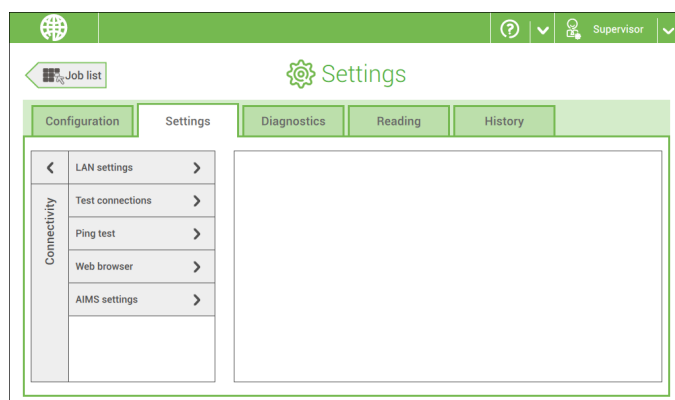 Supervisor
Job list
Settings
Configuration
Settings
Diagnostics
Reading
History
Connectivity
LAN settings
Test connections
Ping test
Web browser
AIMS settings